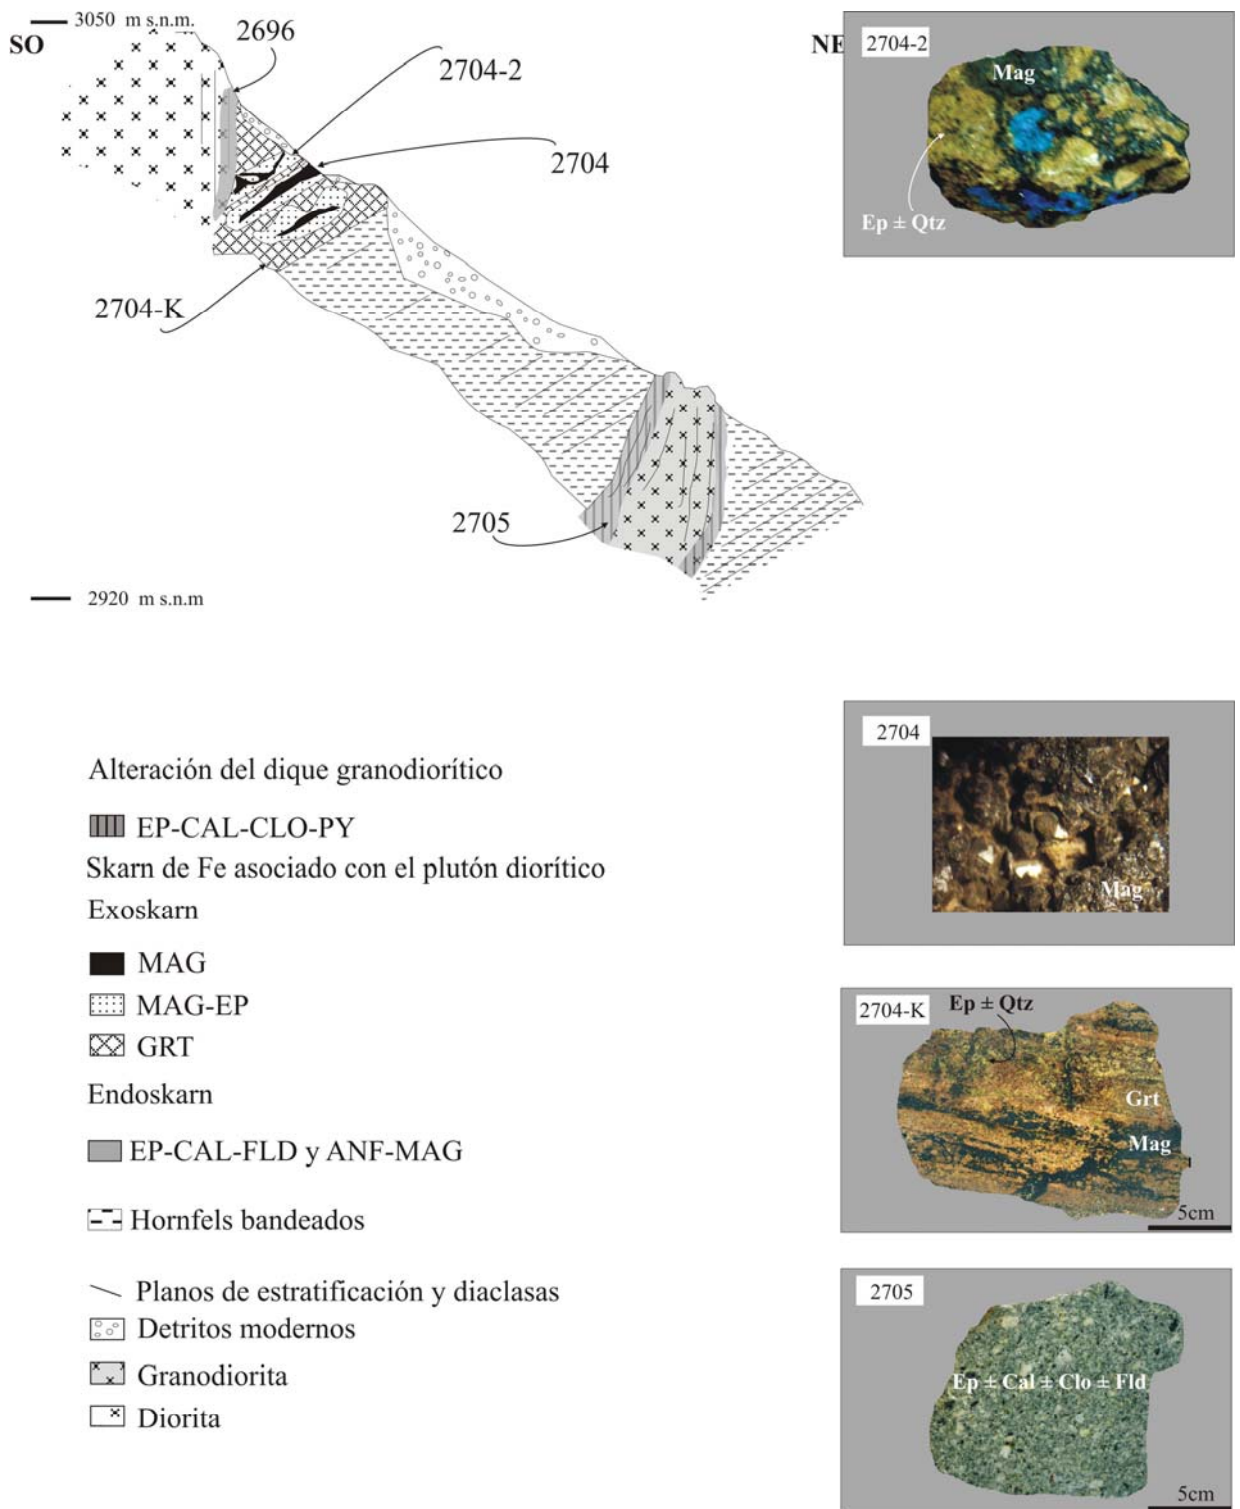 3050 m s.n.m.
SO
2696
2704-2
2704
2704-K
2705
2920 m s.n.m
NE
2704-2
Mag
Ep ± Qtz
2704
Mag
2704-K
Ep ± Qtz
Grt
Mag
5cm
2705
Ep ± Cal ± Clo ± Fld
5cm
Alteración del dique granodiorítico
EP-CAL-CLO-PY
Skarn de Fe asociado con el plutón diorítico
Exoskarn
MAG
MAG-EP
GRT
Endoskarn
EP-CAL-FLD y ANF-MAG
Hornfels bandeados
Planos de estratificación y diaclasas
Detritos modernos
Granodiorita
Diorita